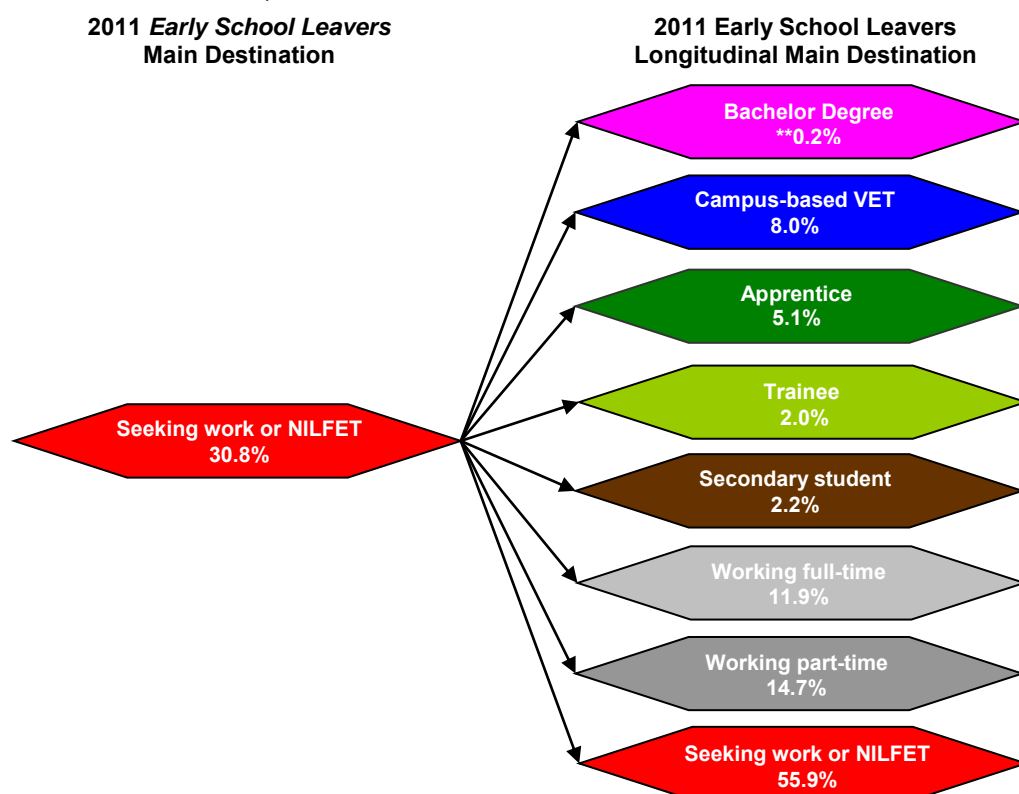 2011 Early School Leavers
Main Destination
2011 Early School Leavers
Longitudinal Main Destination
Bachelor Degree
**0.2%
Campus-based VET
8.0%
Apprentice
5.1%
Trainee
2.0%
Seeking work or NILFET
30.8%
Secondary student
2.2%
Working full-time
11.9%
Working part-time
14.7%
Seeking work or NILFET
55.9%